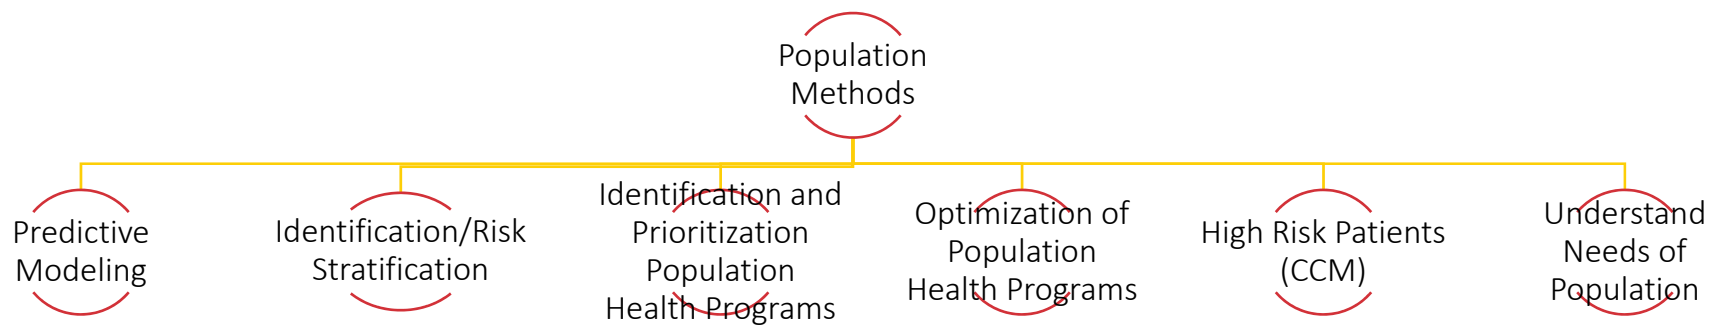 Population
Methods
Predictive
Modeling
Identification/Risk
Stratification
Identification and
Prioritization
Population
Health Programs
Optimization of
Population
Health Programs
High Risk Patients
(CCM)
Understand
Needs of
Population